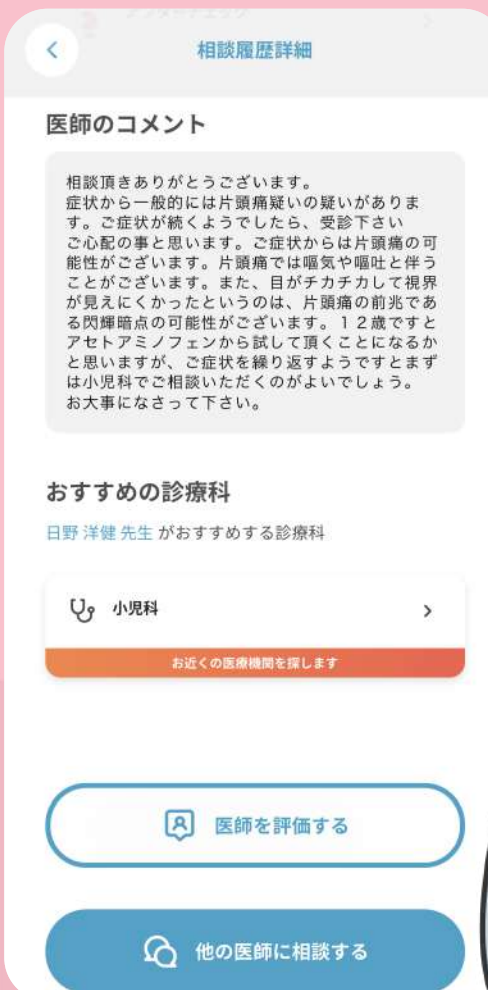 相談履歴詳細
医師のコメント
相談頂きありがとうございます。
症状から一般的には片頭痛疑いの疑いがありま
す。ご症状が続くようでしたら、受診下さい
ご心配の事と思います。ご症状からは片頭痛の可
能性がございます。片頭痛では嘔気や嘔吐と伴う
ことがございます。また、目がチカチカして視界
が見えにくかったというのは、片頭痛の前兆であ
る閃輝暗点の可能性がございます。１２歳ですと
アセトアミノフェンから試して頂くことになるか
と思いますが、ご症状を繰り返すようですとまず
は小児科でご相談いただくのがよいでしょう。
お大事になさって下さい。
おすすめの診療科
日野 洋健 先生 がおすすめする診療科
小児科
お近くの医療機関を探します
医師を評価する
他の医師に相談する